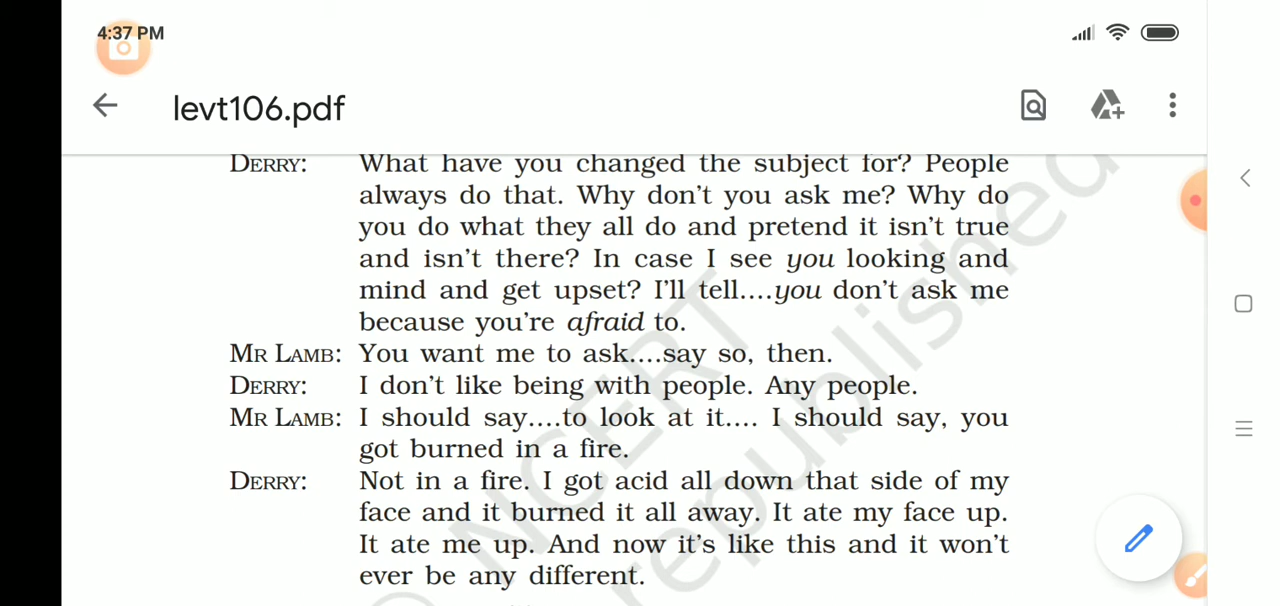 4:37 PM
levt106.pdf
DERRY: What have you changed the subject for? People
always do that. Why don't you ask me? Why do
you do what they all do and pretend it isn't true
and isn't there? In case I see you looking and
mind and get upset? I'll tell....you don't ask me
because you're afraid to.
MR LAMB: You want me to ask....say so, then.
DERRY: I don't like being with people. Any people.
MR LAMB: I should say....to look at it.... I should say, you
got burned in a fire.
DERRY: Not in a fire. I got acid all down that side of my
face and it burned it all away. It ate my face up.
It ate me up. And now it's like this and it won't
ever be any different.
NCERT
republished